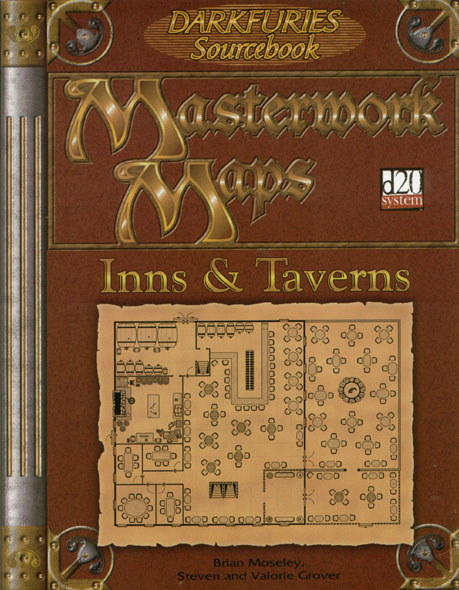 DARKFURIES
Sourcebook
Masterwork
Maps
d20
system
Inns & Taverns
Brian Moseley,
Steven and Valorie Grover